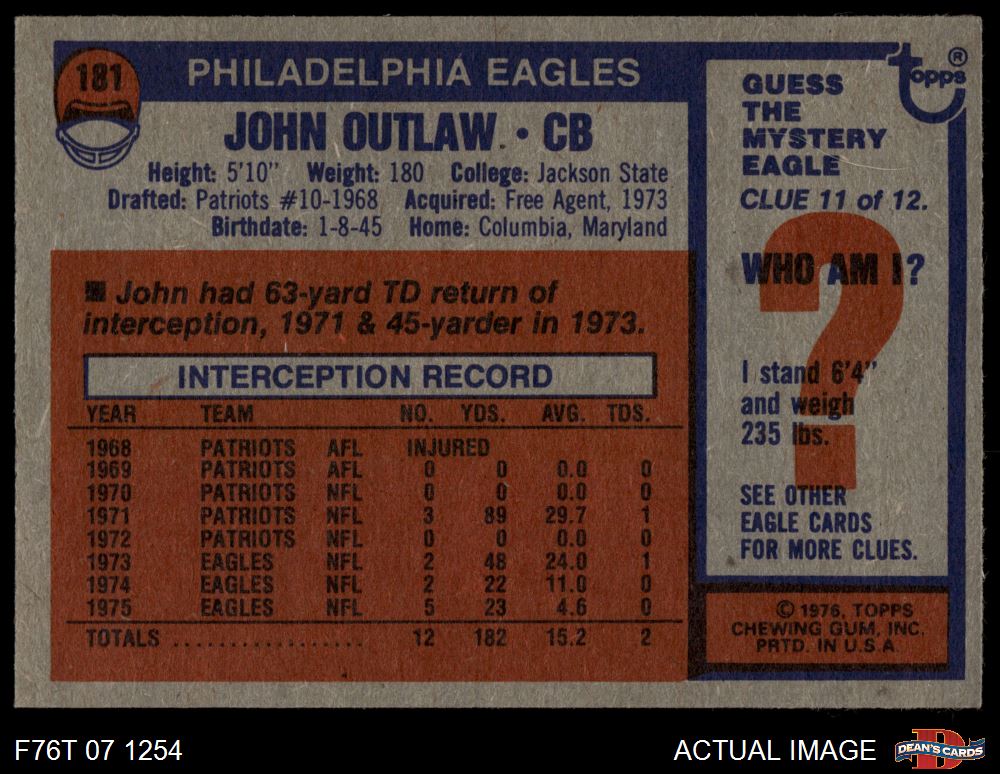 181
PHILADELPHIA EAGLES
JOHN OUTLAW • CB
Height: 5'10" Weight: 180 College: Jackson State
Drafted: Patriots #10-1968 Acquired: Free Agent, 1973
Birthdate: 1-8-45 Home: Columbia, Maryland
■ John had 63-yard TD return of
interception, 1971 & 45-yarder in 1973.
INTERCEPTION RECORD
YEAR TEAM NO. YDS. AVG. TDS.
1968 PATRIOTS AFL INJURED
1969 PATRIOTS AFL 0 0 0.0 0
1970 PATRIOTS NFL 0 0 0.0 0
1971 PATRIOTS NFL 3 89 29.7 1
1972 PATRIOTS NFL 0 0 0.0 0
1973 EAGLES NFL 2 48 24.0 1
1974 EAGLES NFL 2 22 11.0 0
1975 EAGLES NFL 5 23 4.6 0
TOTALS .................. 12 182 15.2 2
topps ®
GUESS
THE
MYSTERY
EAGLE
CLUE 11 of 12.
?
WHO AM I?
I stand 6'4"
and weigh
235 lbs.
SEE OTHER
EAGLE CARDS
FOR MORE CLUES.
© 1976, TOPPS
CHEWING GUM, INC.
PRTD. IN U.S.A.
F76T 07 1254
ACTUAL IMAGE
D
DEAN'S CARDS